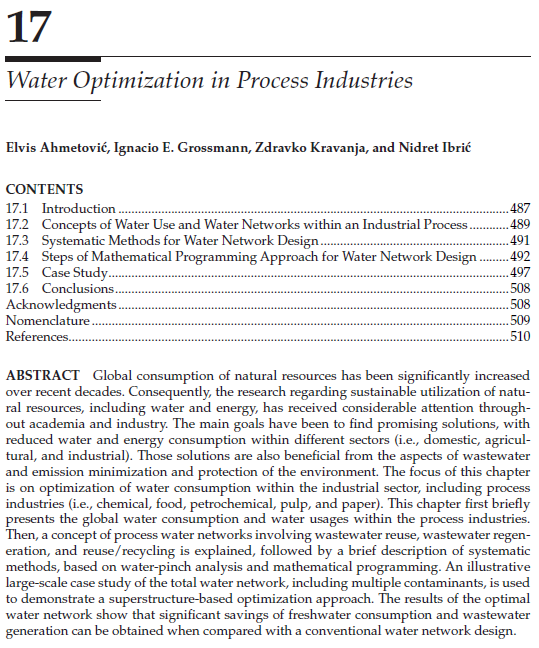 17
Water Optimization in Process Industries
Elvis Ahmetović, Ignacio E. Grossmann, Zdravko Kravanja, and Nidret Ibrić
CONTENTS
17.1 Introduction ........ 487
17.2 Concepts of Water Use and Water Networks within an Industrial Process ........ 489
17.3 Systematic Methods for Water Network Design ........ 491
17.4 Steps of Mathematical Programming Approach for Water Network Design ........ 492
17.5 Case Study ........ 497
17.6 Conclusions ........ 508
Acknowledgments ........ 508
Nomenclature ........ 509
References ........ 510
ABSTRACT Global consumption of natural resources has been significantly increased
over recent decades. Consequently, the research regarding sustainable utilization of natu-
ral resources, including water and energy, has received considerable attention through-
out academia and industry. The main goals have been to find promising solutions, with
reduced water and energy consumption within different sectors (i.e., domestic, agricul-
tural, and industrial). Those solutions are also beneficial from the aspects of wastewater
and emission minimization and protection of the environment. The focus of this chapter
is on optimization of water consumption within the industrial sector, including process
industries (i.e., chemical, food, petrochemical, pulp, and paper). This chapter first briefly
presents the global water consumption and water usages within the process industries.
Then, a concept of process water networks involving wastewater reuse, wastewater regen-
eration, and reuse/recycling is explained, followed by a brief description of systematic
methods, based on water-pinch analysis and mathematical programming. An illustrative
large-scale case study of the total water network, including multiple contaminants, is used
to demonstrate a superstructure-based optimization approach. The results of the optimal
water network show that significant savings of freshwater consumption and wastewater
generation can be obtained when compared with a conventional water network design.